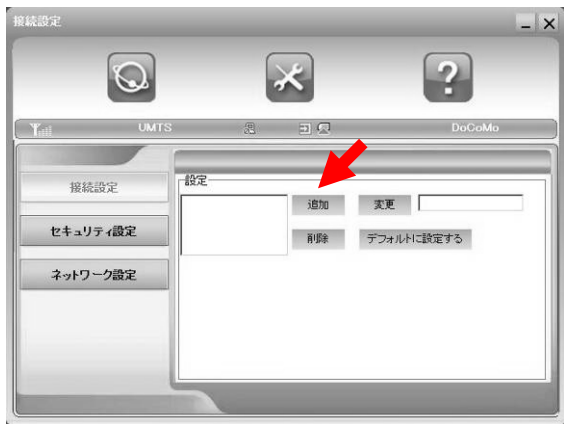 接続設定
?
UMTS
DoCoMo
接続設定
セキュリティ設定
ネットワーク設定
設定
追加
変更
削除
デフォルトに設定する